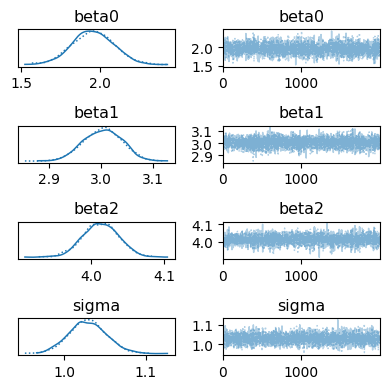 beta0 beta0
2.0
1.5
1.5 2.0 0 1000
beta1 beta1
3.1
3.0
2.9
2.9 3.0 3.1 0 1000
beta2 beta2
4.1
4.0
4.0 4.1 0 1000
sigma sigma
1.1
1.0
1.0 1.1 0 1000